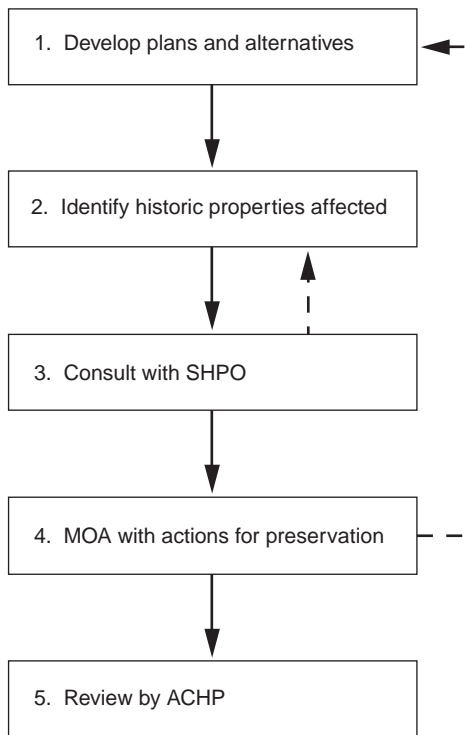 1. Develop plans and alternatives
2. Identify historic properties affected
3. Consult with SHPO
4. MOA with actions for preservation
5. Review by ACHP